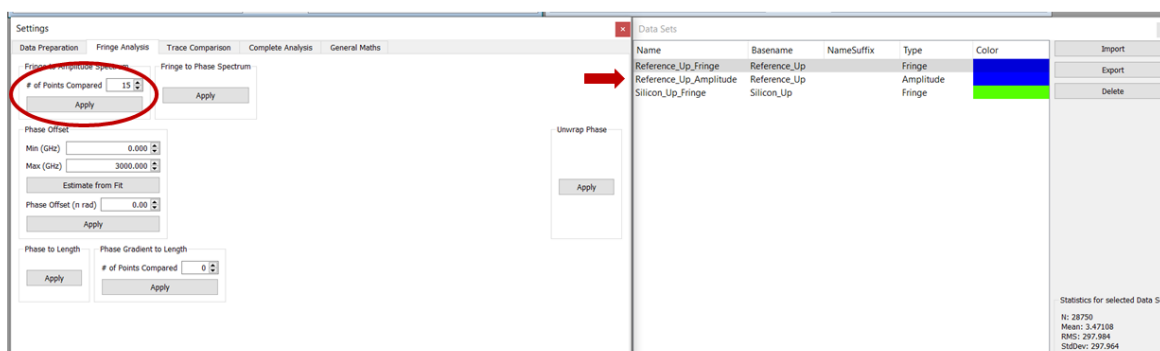 Settings
Data Preparation Fringe Analysis Trace Comparison Complete Analysis General Maths
Fringe to Amplitude Spectrum Fringe to Phase Spectrum
# of Points Compared 15
Apply
Apply
Phase Offset
Min (GHz) 0.000
Max (GHz) 3000.000
Estimate from Fit
Phase Offset (n rad) 0.00
Apply
Unwrap Phase
Apply
Phase to Length Phase Gradient to Length
# of Points Compared 0
Apply
Apply
Data Sets
Name Basename NameSuffix Type Color
Reference_Up_Fringe Reference_Up Fringe
Reference_Up_Amplitude Reference_Up Amplitude
Silicon_Up_Fringe Silicon_Up Fringe
Import
Export
Delete
Statistics for selected Data S
N: 28750
Mean: 3.47108
RMS: 297.984
StdDev: 297.964